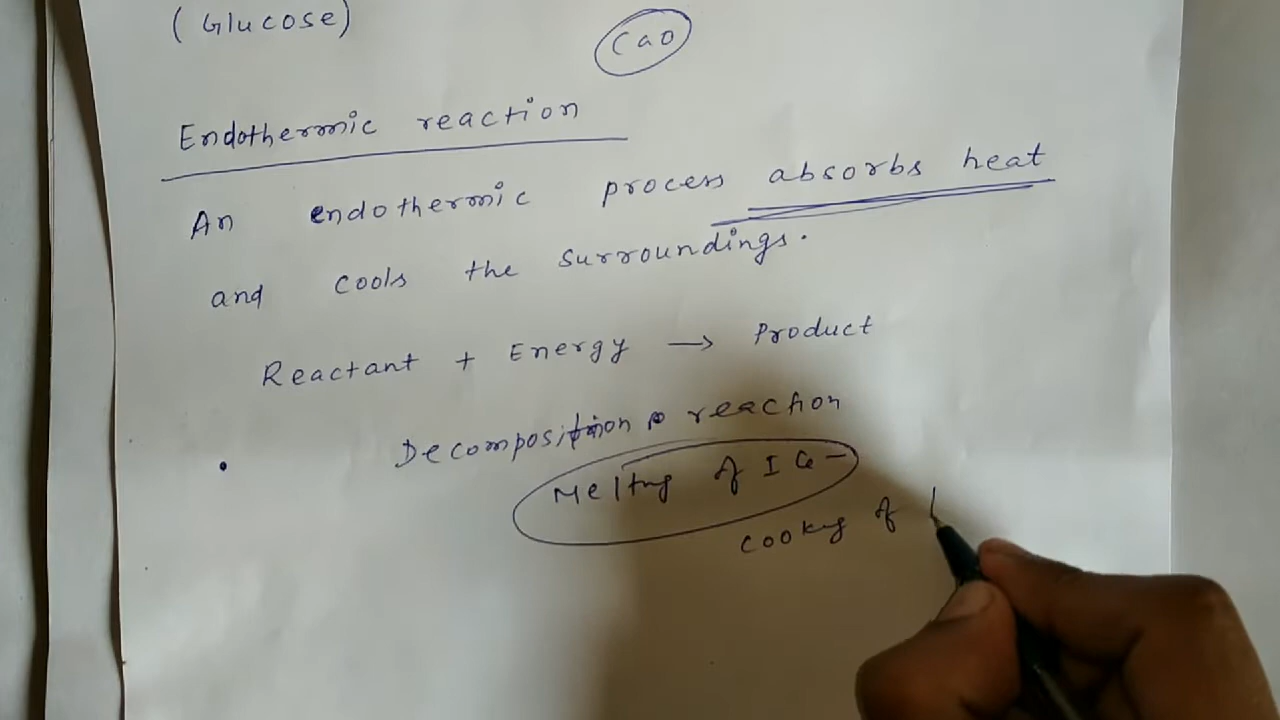 (Glucose)
CaO
Endothermic reaction
An endothermic process absorbs heat
and cools the surroundings.
Reactant + Energy → Product
Decomposition reaction
Melting of Ice
cooking of